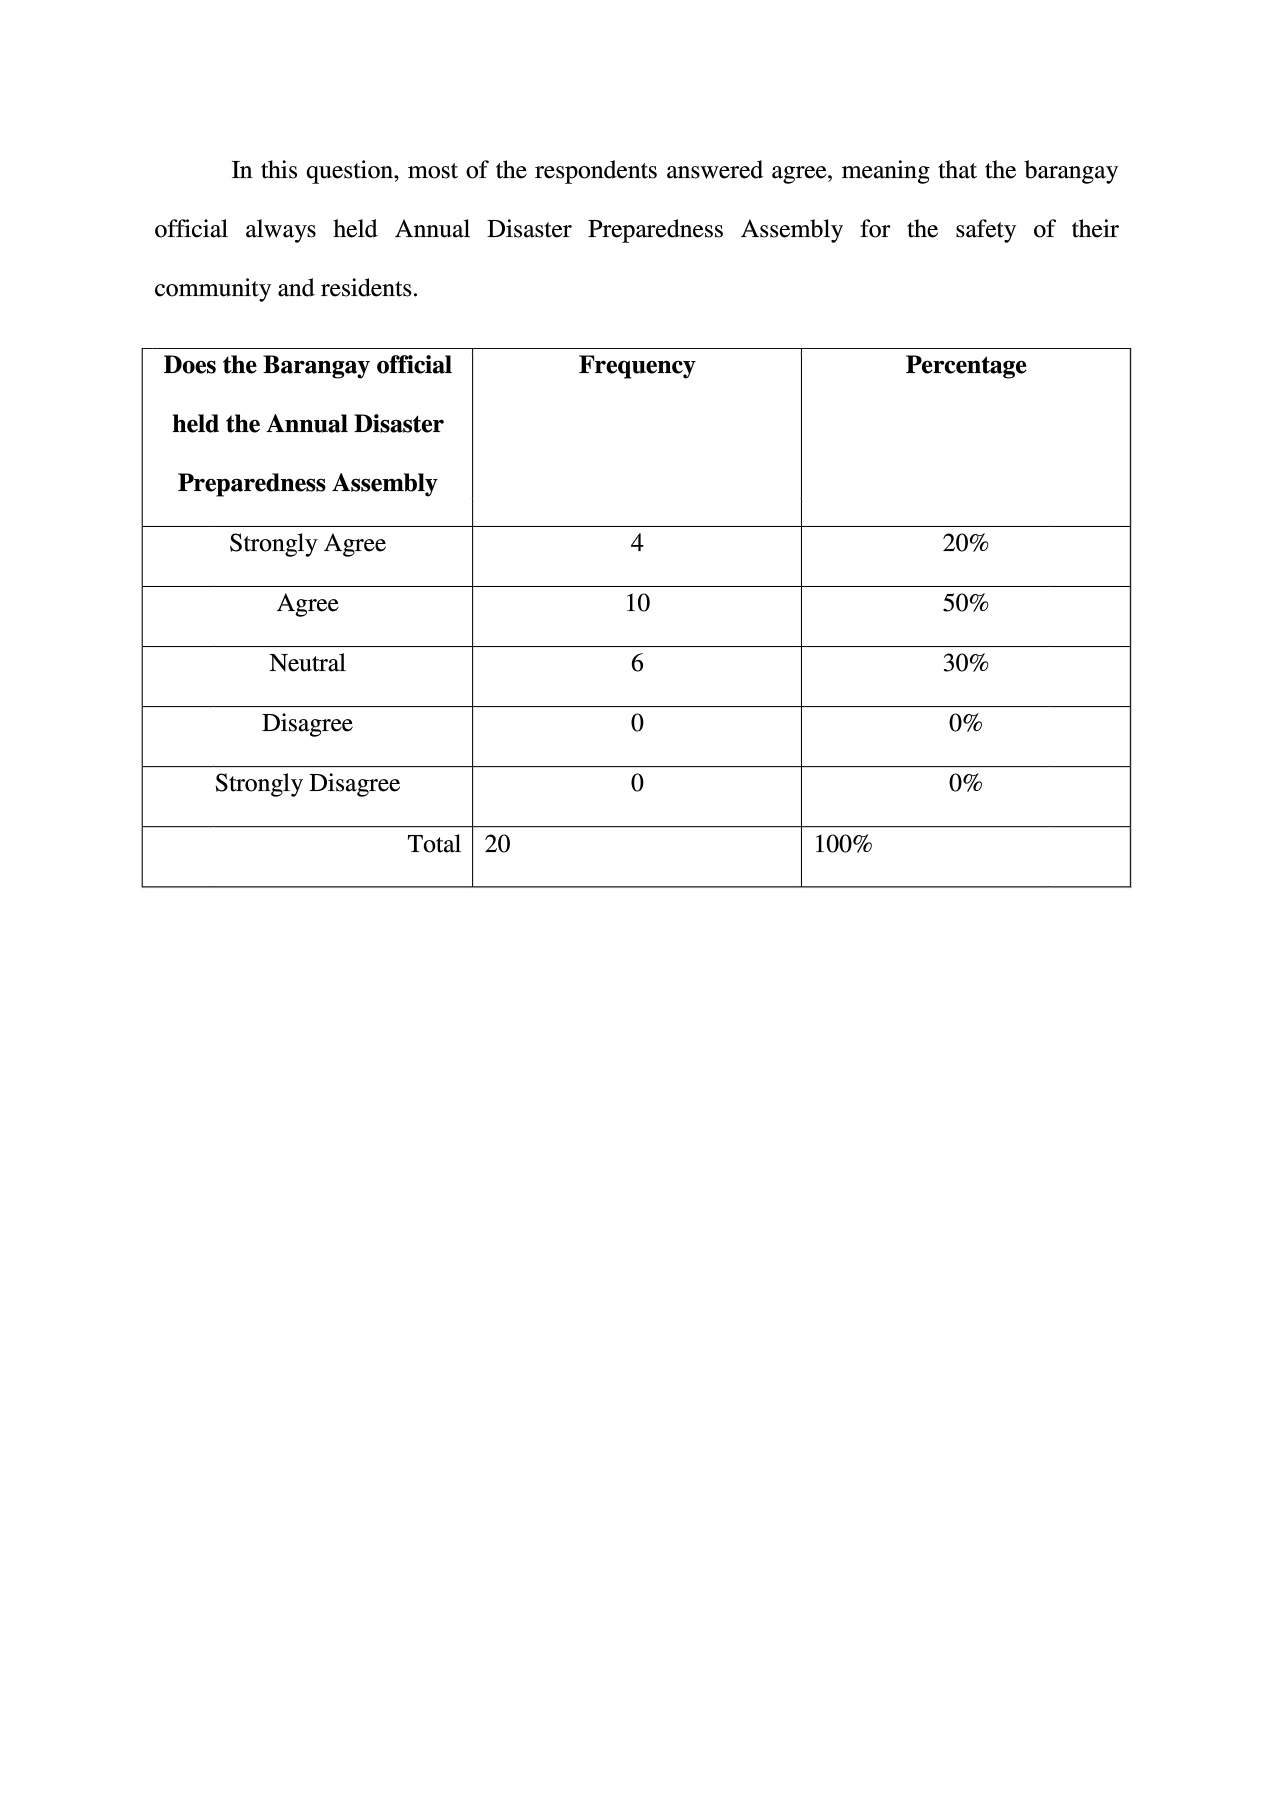 In this question, most of the respondents answered agree, meaning that the barangay
official always held Annual Disaster Preparedness Assembly for the safety of their
community and residents.
Does the Barangay official
held the Annual Disaster
Preparedness Assembly
Frequency
Percentage
Strongly Agree 4 20%
Agree 10 50%
Neutral 6 30%
Disagree 0 0%
Strongly Disagree 0 0%
Total 20 100%